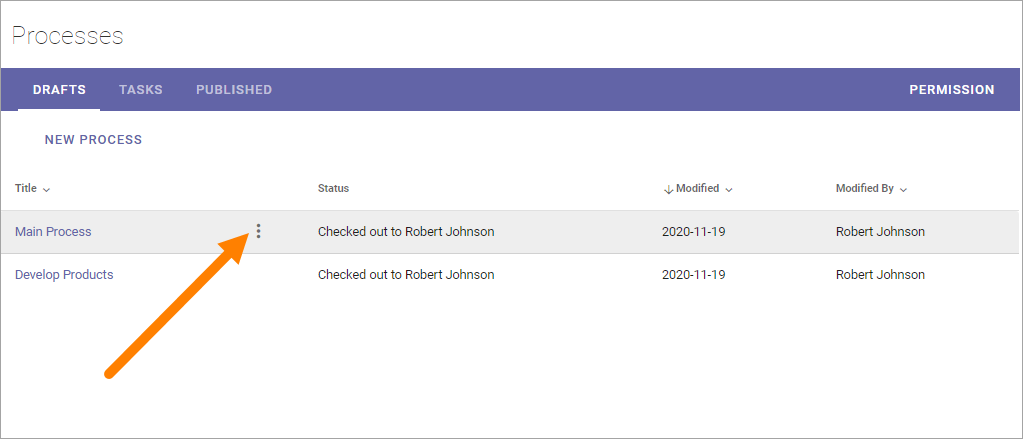 Processes
DRAFTS TASKS PUBLISHED PERMISSION
NEW PROCESS
Title Status Modified Modified By
Main Process Checked out to Robert Johnson 2020-11-19 Robert Johnson
Develop Products Checked out to Robert Johnson 2020-11-19 Robert Johnson